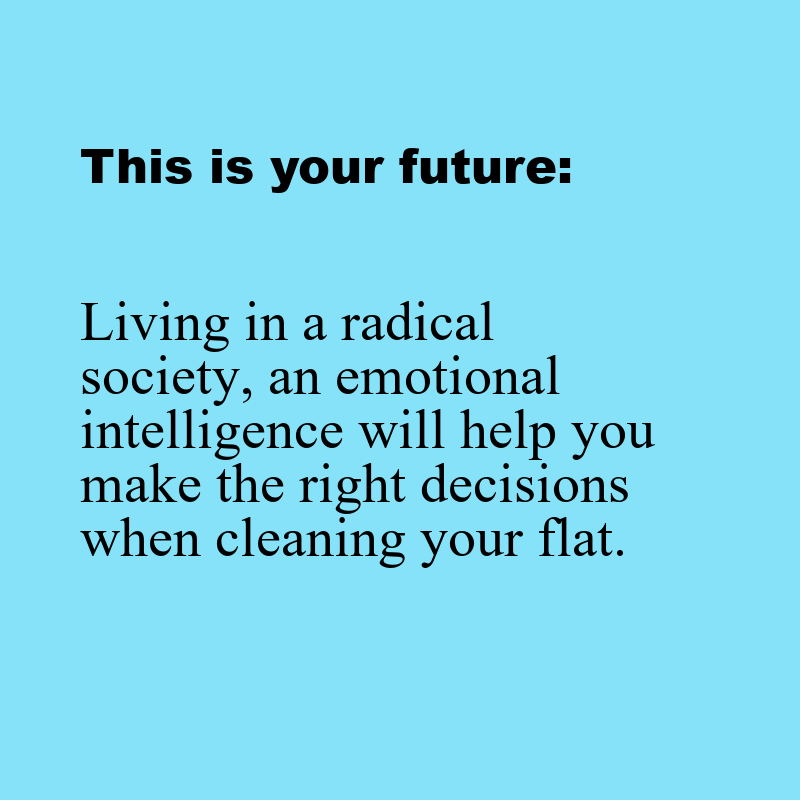 This is your future:
Living in a radical
society, an emotional
intelligence will help you
make the right decisions
when cleaning your flat.